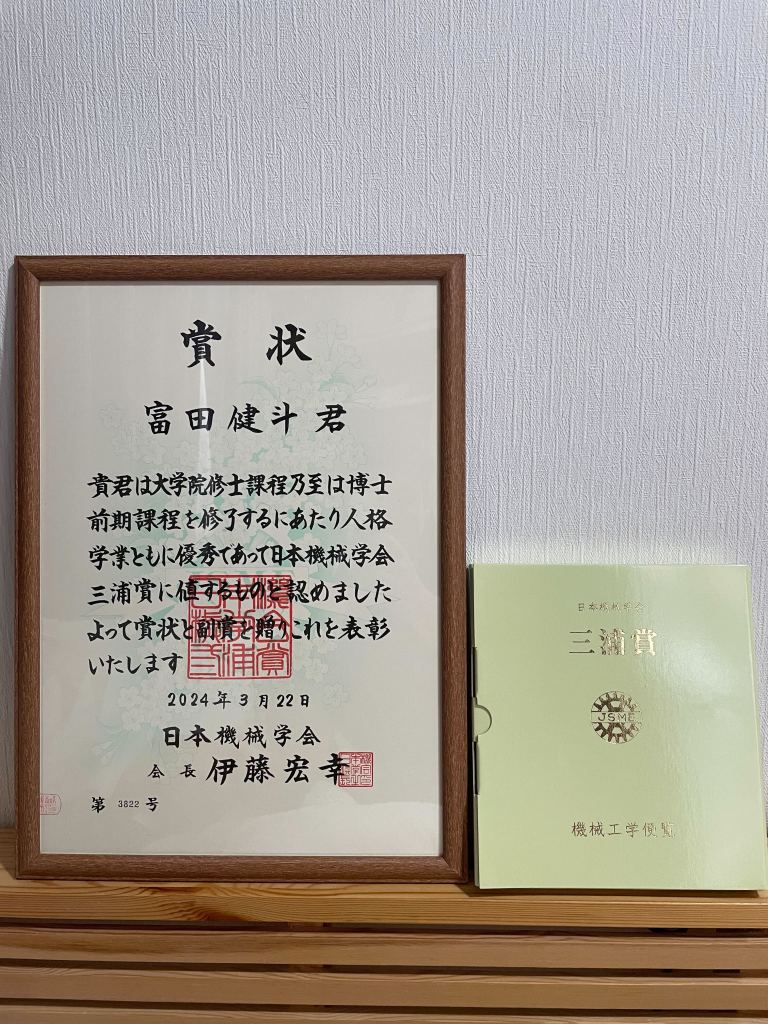 賞状
富田健斗君
貴君は大学院修士課程乃至は博士
前期課程を修了するにあたり人格
学業ともに優秀であって日本機械学会
三浦賞に値するものと認めました
よって賞状と副賞を贈りこれを表彰
いたします
2024年3月22日
日本機械学会
会長 伊藤宏幸
第 3822 号
日本機械学会
三浦賞
JSME
機械工学便覧